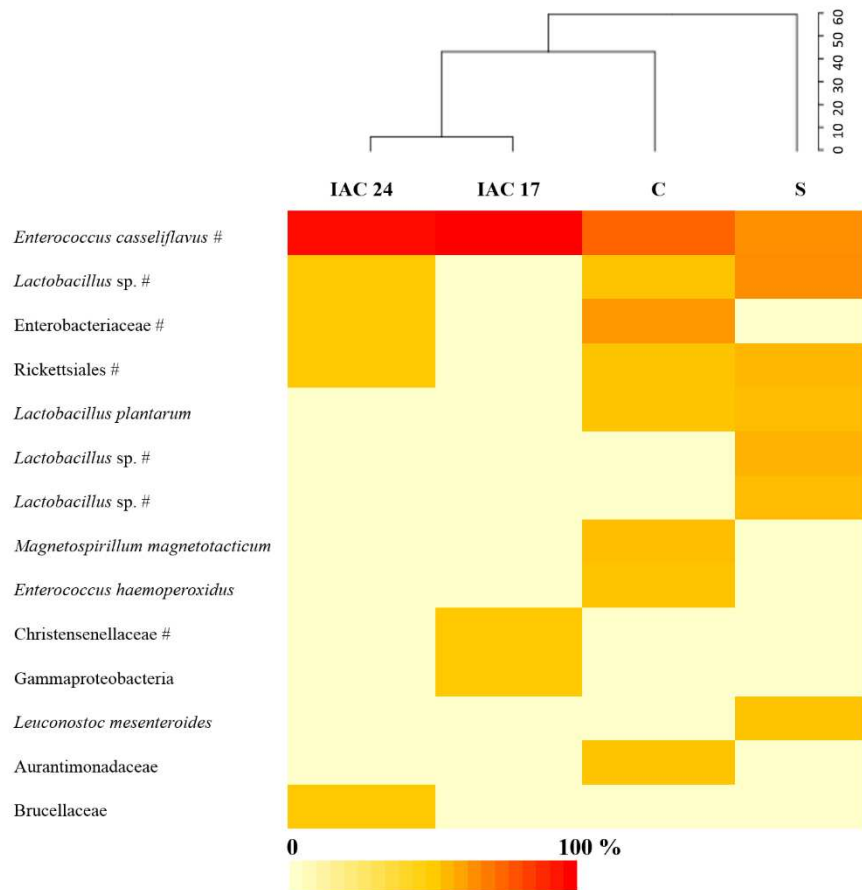 60
50
40
30
20
10
0
IAC 24 IAC 17 C S
Enterococcus casseliflavus #
Lactobacillus sp. #
Enterobacteriaceae #
Rickettsiales #
Lactobacillus plantarum
Lactobacillus sp. #
Lactobacillus sp. #
Magnetospirillum magnetotacticum
Enterococcus haemoperoxidus
Christensenellaceae #
Gammaproteobacteria
Leuconostoc mesenteroides
Aurantimonadaceae
Brucellaceae
0 100 %